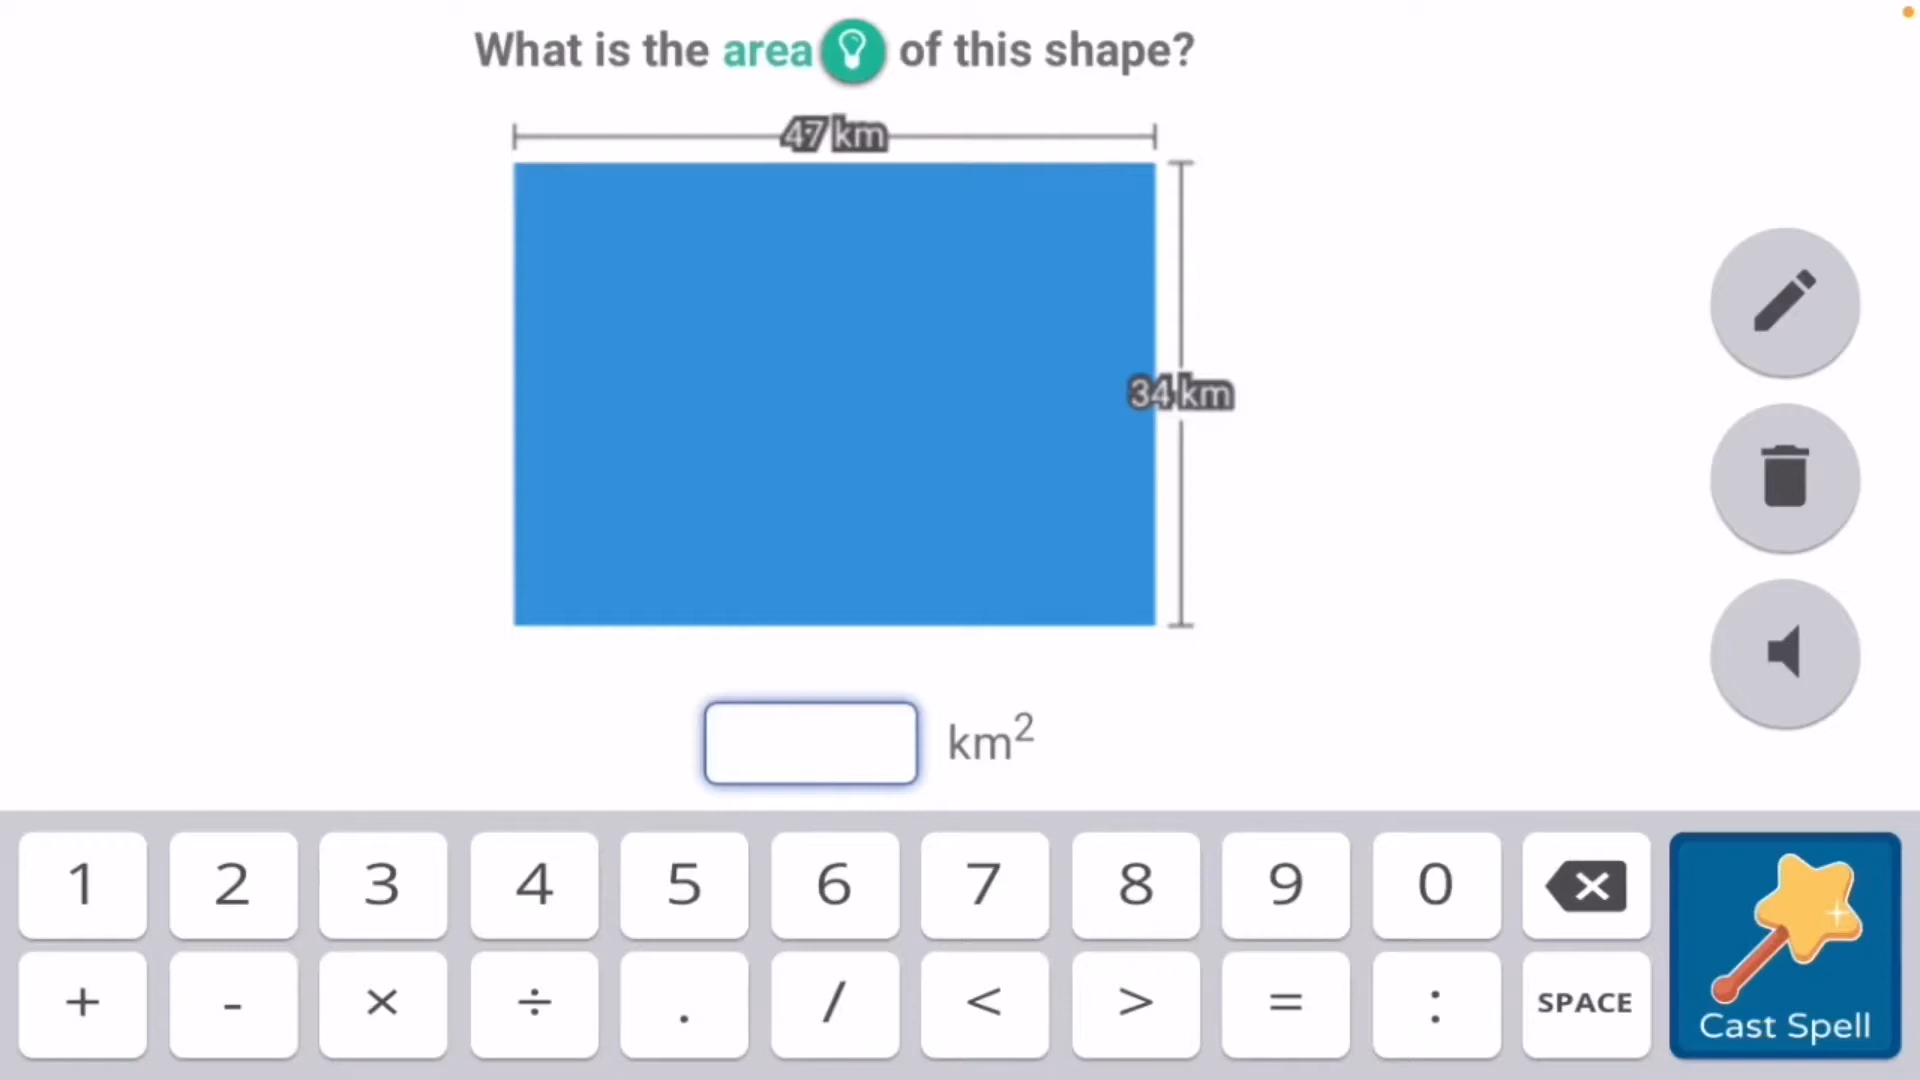 What is the area of this shape?
47 km
34 km
km²
1 2 3 4 5 6 7 8 9 0
+ - × ÷ . / < > = : SPACE
Cast Spell